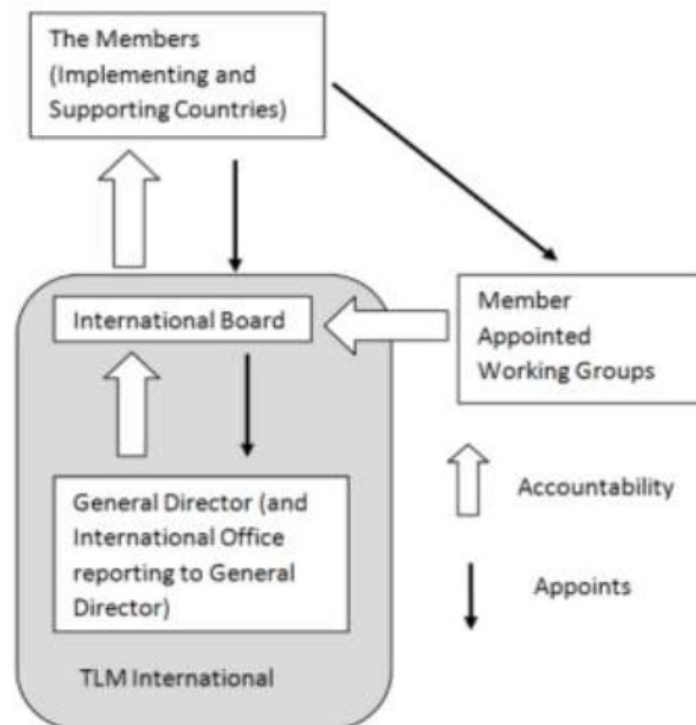 The Members
(Implementing and
Supporting Countries)
International Board
Member
Appointed
Working Groups
General Director (and
International Office
reporting to General
Director)
Accountability
Appoints
TLM International